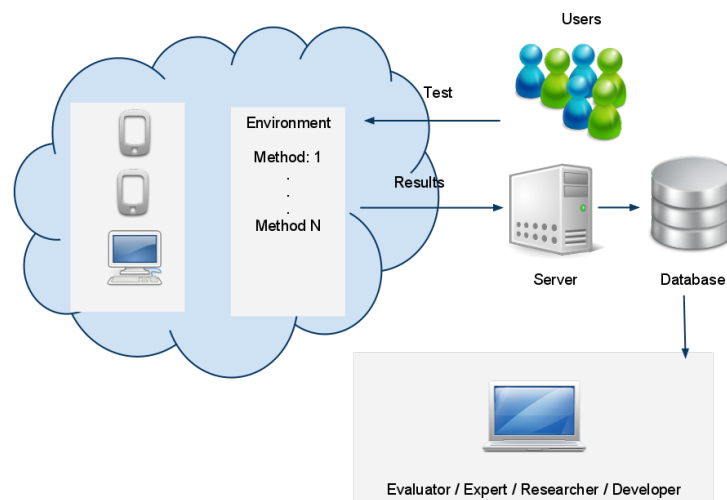 Users
Test
Environment
Method: 1
.
.
.
Method N
Results
Server
Database
Evaluator / Expert / Researcher / Developer